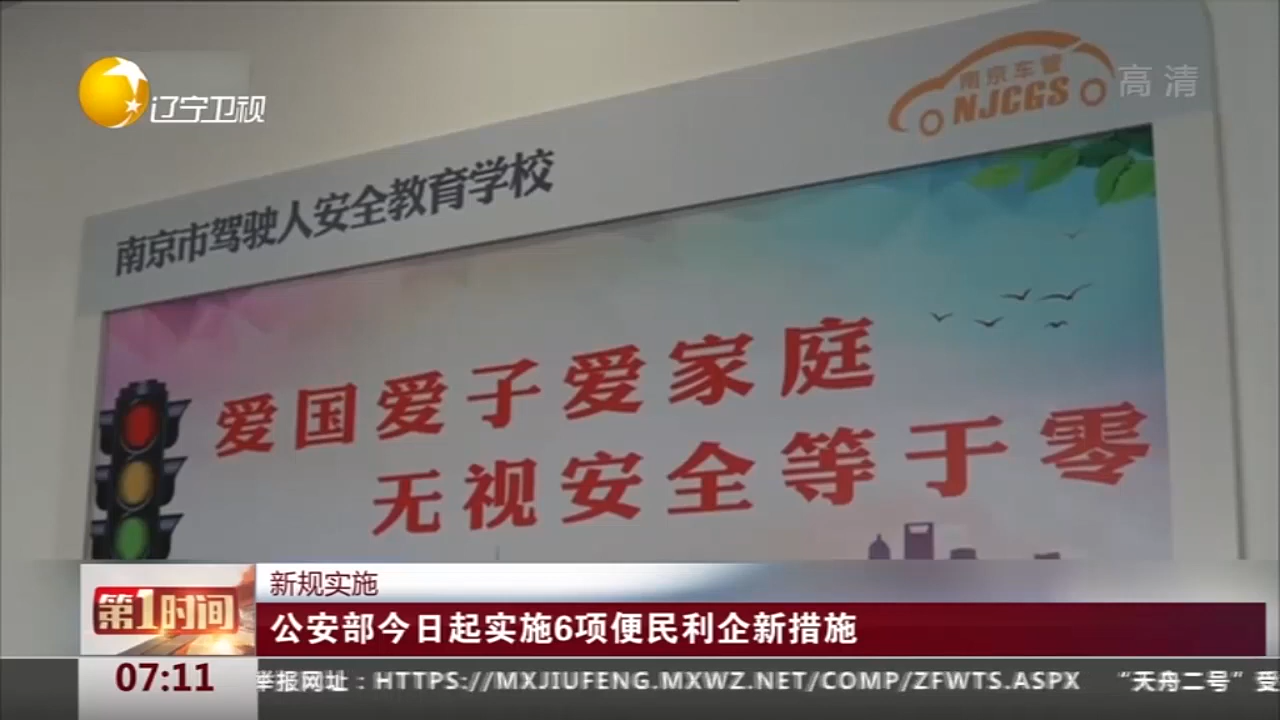 辽宁卫视
高清
南京车管
NJCGS
南京市驾驶人安全教育学校
爱国爱子爱家庭
无视安全等于零
新规实施
第1时间
公安部今日起实施6项便民利企新措施
07:11
举报网址：HTTPS://MXJIUFENG.MXWZ.NET/COMP/ZFWTS.ASPX “天舟二号”受